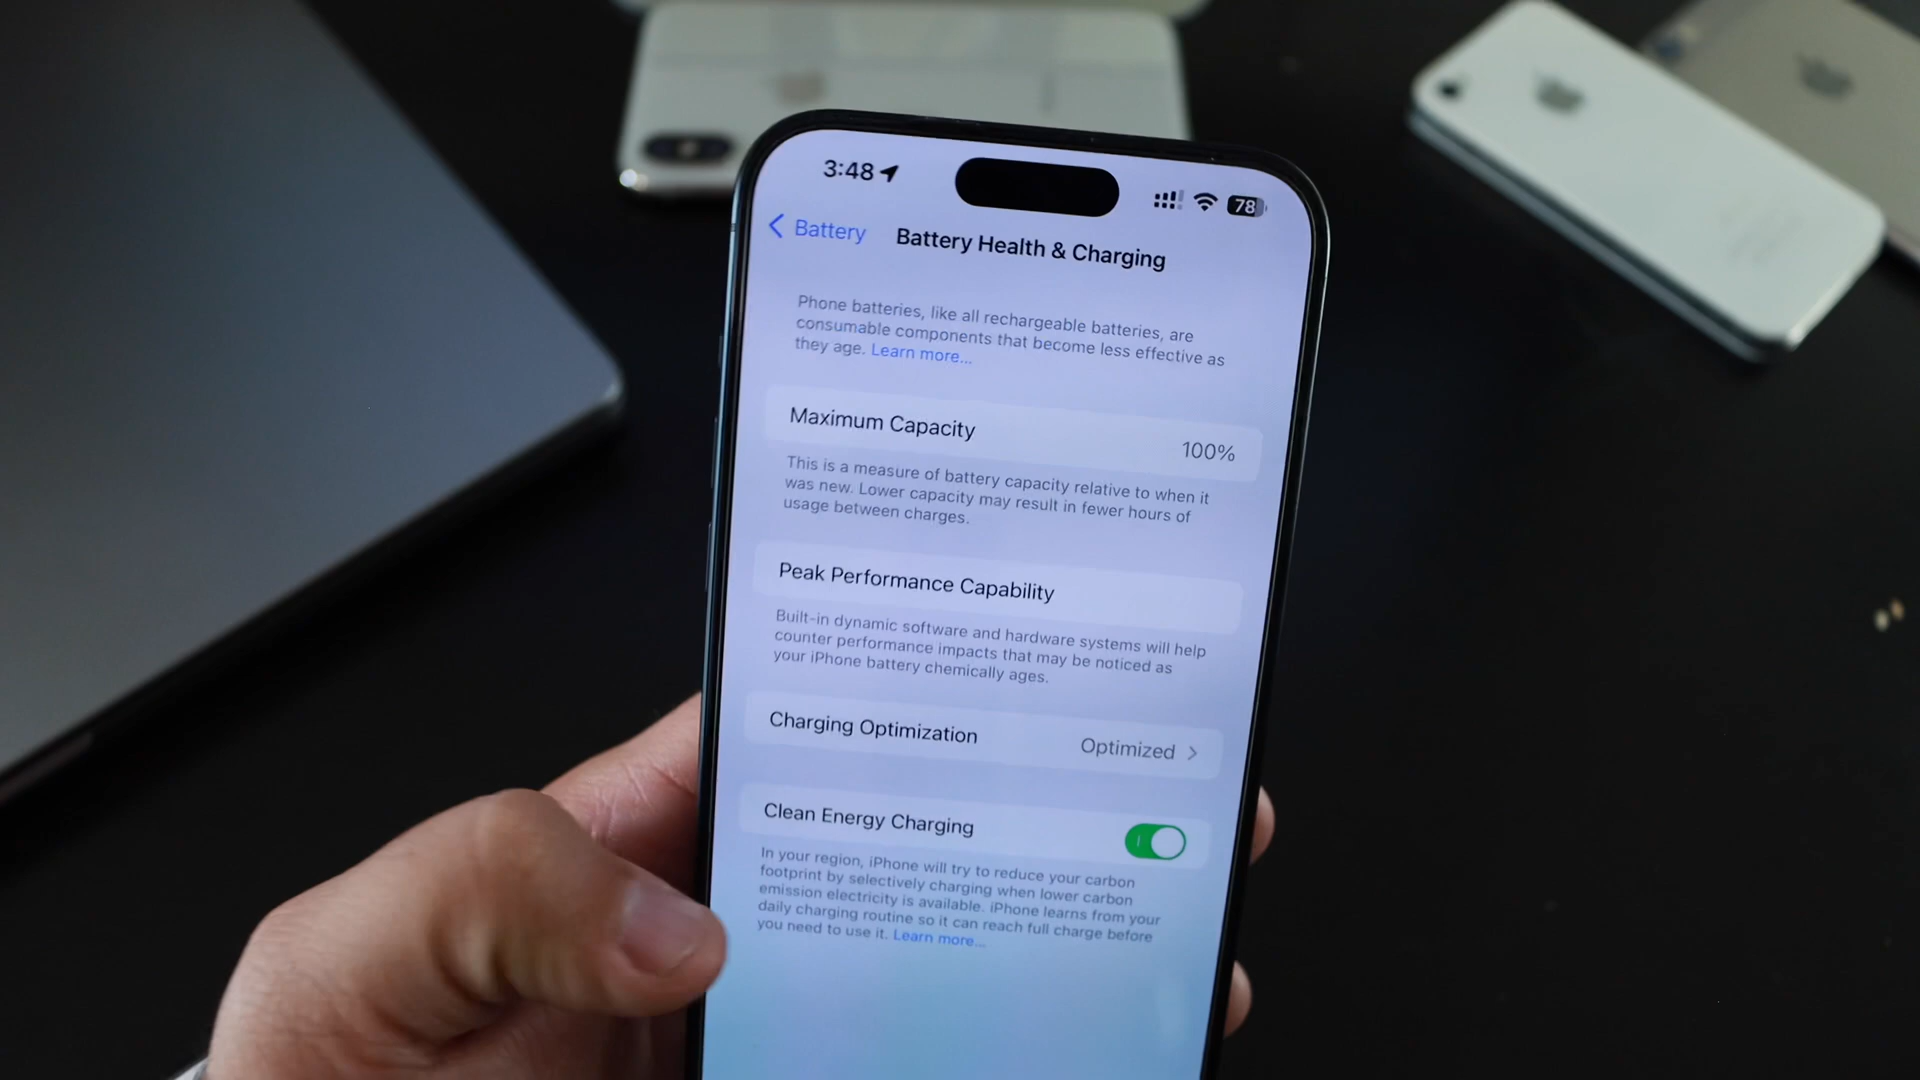 3:48
78
Battery
Battery Health & Charging
Phone batteries, like all rechargeable batteries, are
consumable components that become less effective as
they age. Learn more...
Maximum Capacity
100%
This is a measure of battery capacity relative to when it
was new. Lower capacity may result in fewer hours of
usage between charges.
Peak Performance Capability
Built-in dynamic software and hardware systems will help
counter performance impacts that may be noticed as
your iPhone battery chemically ages.
Charging Optimization
Optimized
Clean Energy Charging
In your region, iPhone will try to reduce your carbon
footprint by selectively charging when lower carbon
emission electricity is available. iPhone learns from your
daily charging routine so it can reach full charge before
you need to use it. Learn more...